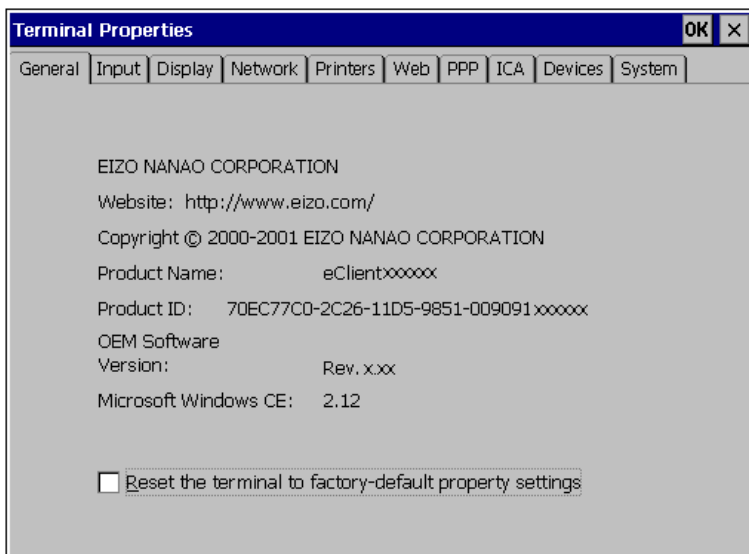 Terminal Properties OK ×
General Input Display Network Printers Web PPP ICA Devices System
EIZO NANAO CORPORATION
Website: http://www.eizo.com/
Copyright © 2000-2001 EIZO NANAO CORPORATION
Product Name: eClientxxxxxx
Product ID: 70EC77C0-2C26-11D5-9851-009091xxxxxx
OEM Software
Version: Rev. x.xx
Microsoft Windows CE: 2.12
Reset the terminal to factory-default property settings